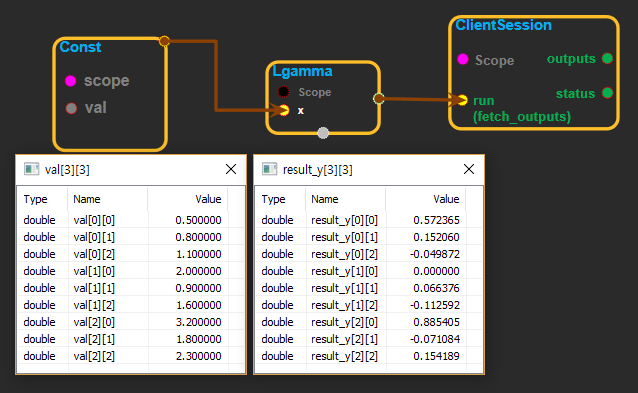 Const
scope
val
Lgamma
Scope
x
ClientSession
Scope
outputs
status
run
(fetch_outputs)
val[3][3]
Type Name Value
double val[0][0] 0.500000
double val[0][1] 0.800000
double val[0][2] 1.100000
double val[1][0] 2.000000
double val[1][1] 0.900000
double val[1][2] 1.600000
double val[2][0] 3.200000
double val[2][1] 1.800000
double val[2][2] 2.300000
result_y[3][3]
Type Name Value
double result_y[0][0] 0.572365
double result_y[0][1] 0.152060
double result_y[0][2] -0.049872
double result_y[1][0] 0.000000
double result_y[1][1] 0.066376
double result_y[1][2] -0.112592
double result_y[2][0] 0.885405
double result_y[2][1] -0.071084
double result_y[2][2] 0.154189